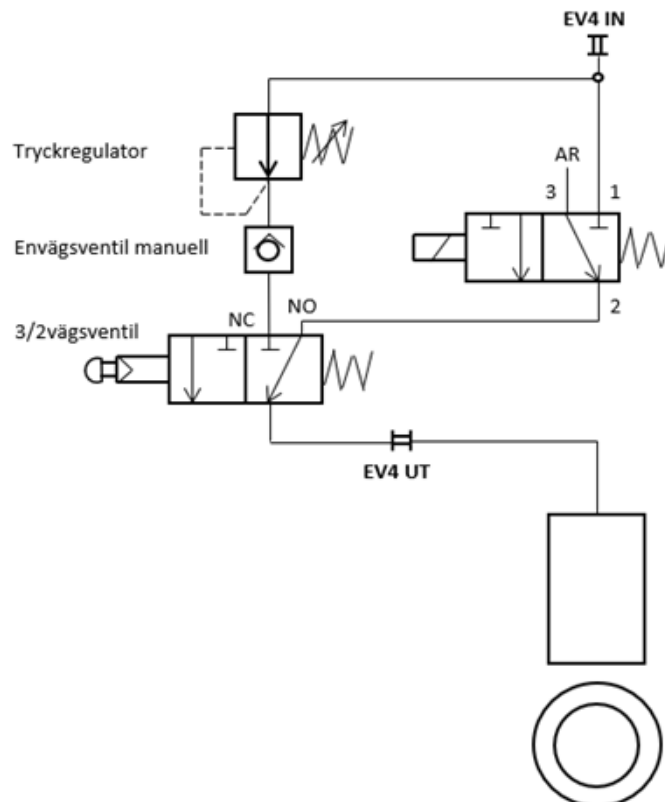 EV4 IN
Tryckregulator
AR
3 1
Envägsventil manuell
2
NC NO
3/2vägsventil
EV4 UT